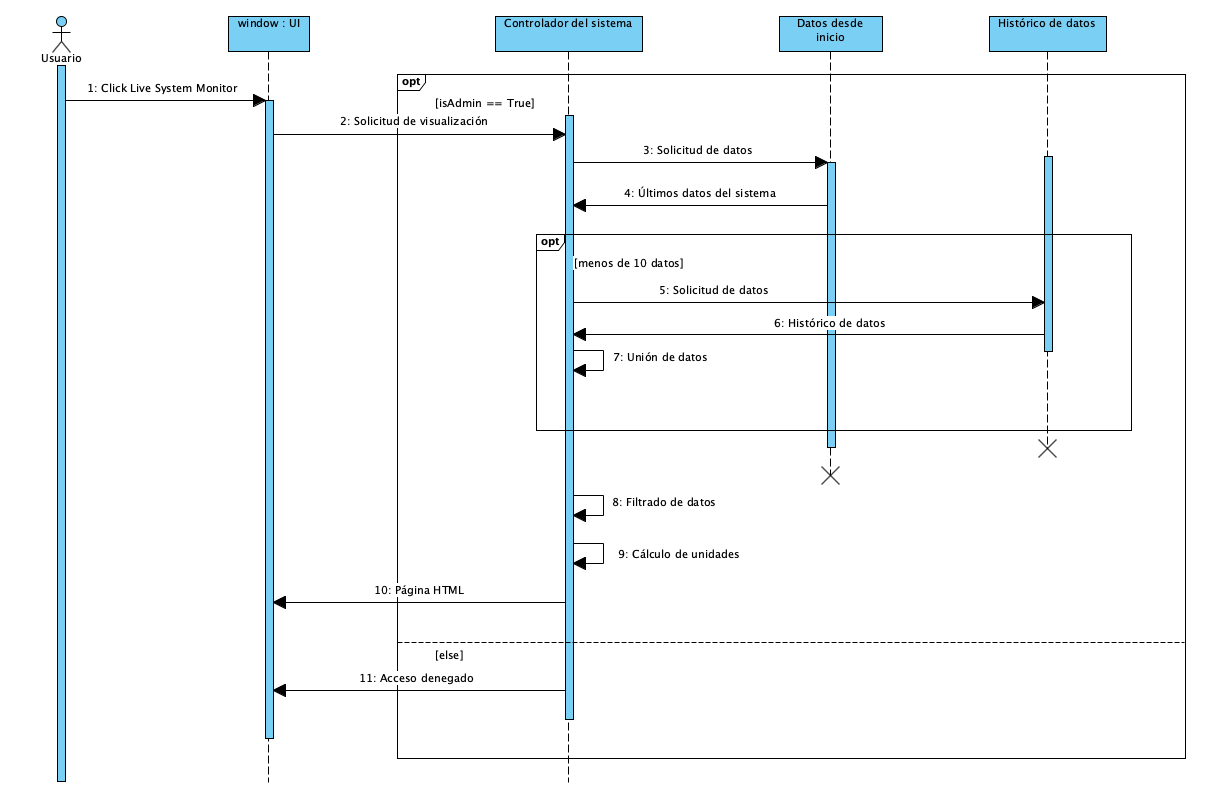 Usuario
window : UI
Controlador del sistema
Datos desde
inicio
Histórico de datos
opt
1: Click Live System Monitor
[isAdmin == True]
2: Solicitud de visualización
3: Solicitud de datos
4: Últimos datos del sistema
opt
[menos de 10 datos]
5: Solicitud de datos
6: Histórico de datos
7: Unión de datos
8: Filtrado de datos
9: Cálculo de unidades
10: Página HTML
[else]
11: Acceso denegado